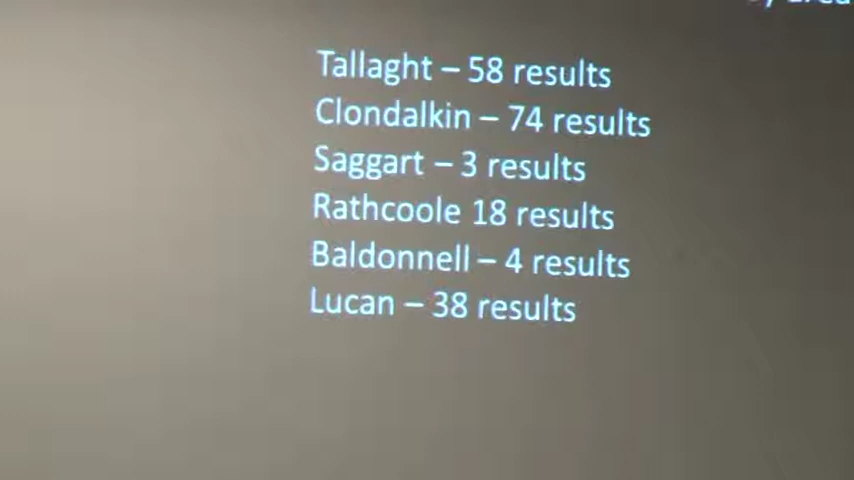 Tallaght – 58 results
Clondalkin – 74 results
Saggart – 3 results
Rathcoole 18 results
Baldonnell – 4 results
Lucan – 38 results